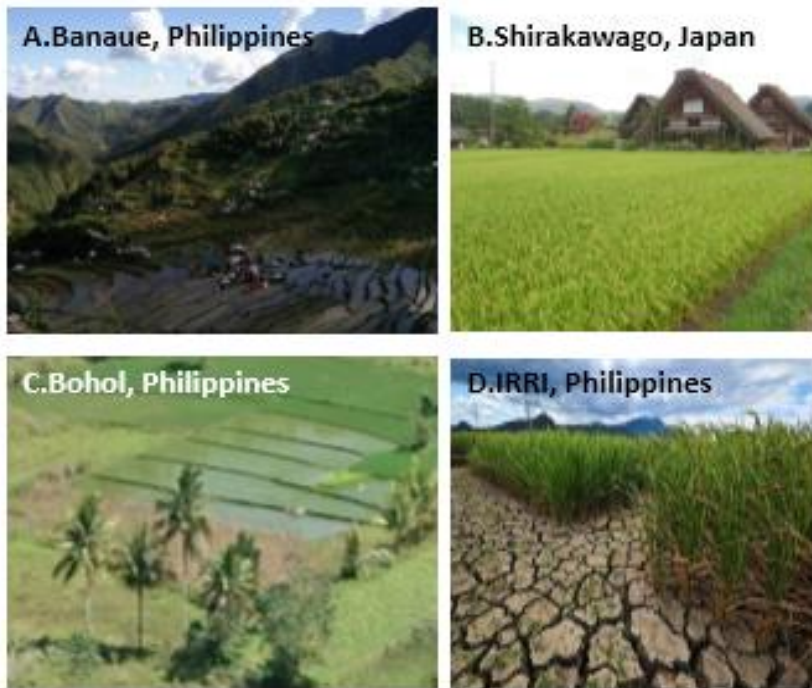 A.Banaue, Philippines
B.Shirakawago, Japan
C.Bohol, Philippines
D.IRRI, Philippines